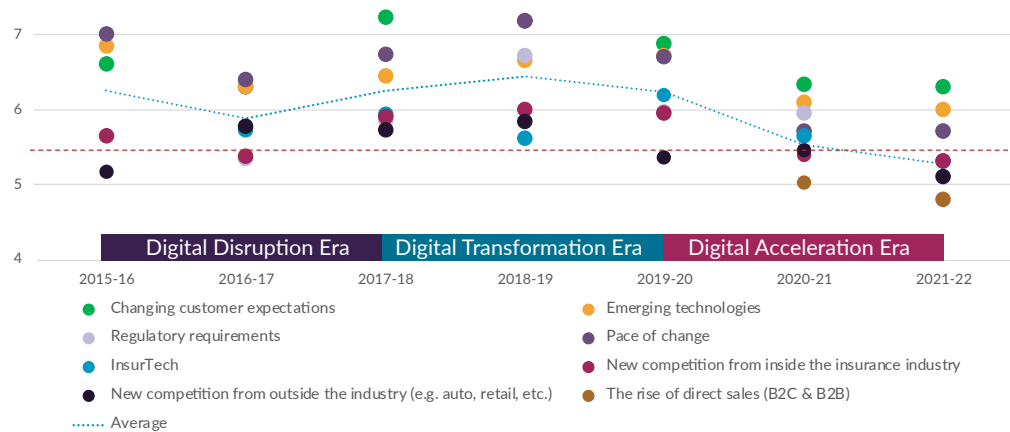 7
6
5
4
Digital Disruption Era Digital Transformation Era Digital Acceleration Era
2015-16 2016-17 2017-18 2018-19 2019-20 2020-21 2021-22
Changing customer expectations Emerging technologies
Regulatory requirements Pace of change
InsurTech New competition from inside the insurance industry
New competition from outside the industry (e.g. auto, retail, etc.) The rise of direct sales (B2C & B2B)
Average